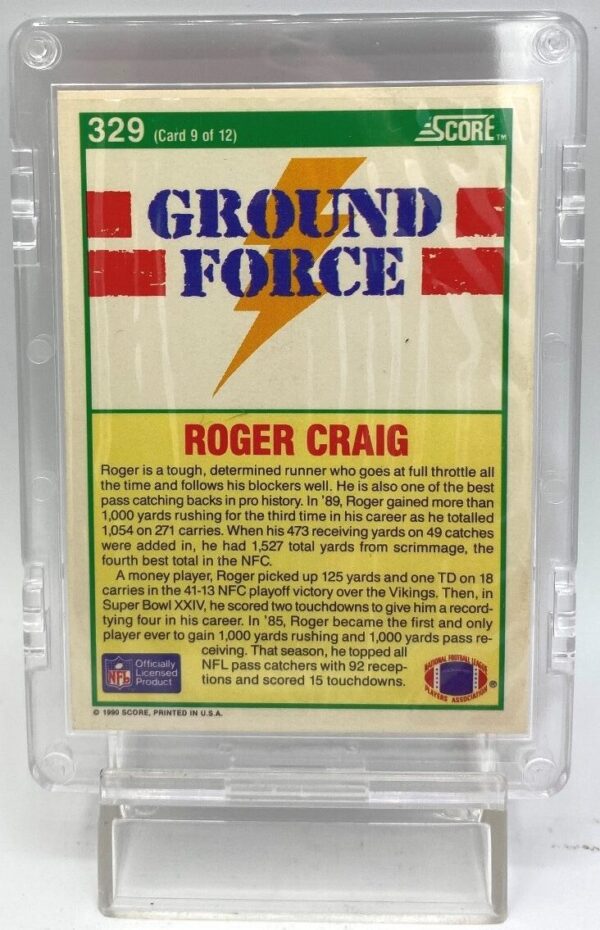 329 (Card 9 of 12)
SCORE™
GROUND
FORCE
ROGER CRAIG
Roger is a tough, determined runner who goes at full throttle all
the time and follows his blockers well. He is also one of the best
pass catching backs in pro history. In '89, Roger gained more than
1,000 yards rushing for the third time in his career as he totalled
1,054 on 271 carries. When his 473 receiving yards on 49 catches
were added in, he had 1,527 total yards from scrimmage, the
fourth best total in the NFC.
A money player, Roger picked up 125 yards and one TD on 18
carries in the 41-13 NFC playoff victory over the Vikings. Then, in
Super Bowl XXIV, he scored two touchdowns to give him a record-
tying four in his career. In '85, Roger became the first and only
player ever to gain 1,000 yards rushing and 1,000 yards pass re-
ceiving. That season, he topped all
NFL pass catchers with 92 recep-
tions and scored 15 touchdowns.
NFL
Officially
Licensed
Product
NATIONAL FOOTBALL LEAGUE
PLAYERS ASSOCIATION
®
© 1990 SCORE, PRINTED IN U.S.A.